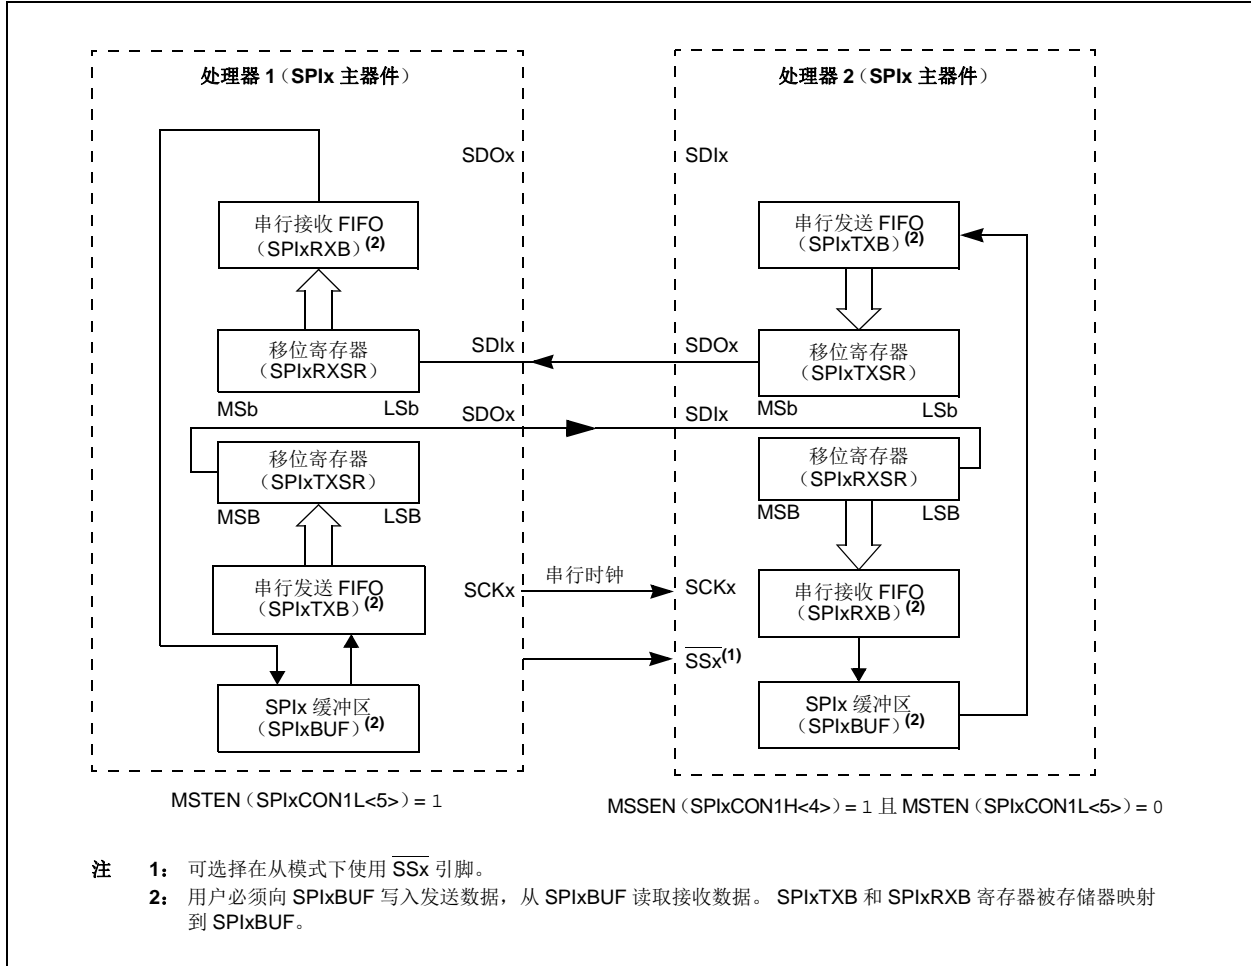 处理器 1（SPIx 主器件）
处理器 2（SPIx 主器件）
SDOx
SDIx
串行接收 FIFO
（SPIxRXB）(2)
串行发送 FIFO
（SPIxTXB）(2)
移位寄存器
（SPIxRXSR）
SDIx
SDOx
移位寄存器
（SPIxTXSR）
MSb
LSb
SDOx
SDIx
MSb
LSb
移位寄存器
（SPIxTXSR）
移位寄存器
（SPIxRXSR）
MSB
LSB
MSB
LSB
串行发送 FIFO
（SPIxTXB）(2)
SCKx
串行时钟
SCKx
串行接收 FIFO
（SPIxRXB）(2)
SSx(1)
SPIx 缓冲区
（SPIxBUF）(2)
SPIx 缓冲区
（SPIxBUF）(2)
MSTEN（SPIxCON1L<5>）= 1
MSSEN（SPIxCON1H<4>）= 1 且 MSTEN（SPIxCON1L<5>）= 0
注 1： 可选择在从模式下使用 SSx 引脚。
2： 用户必须向 SPIxBUF 写入发送数据，从 SPIxBUF 读取接收数据。 SPIxTXB 和 SPIxRXB 寄存器被存储器映射
到 SPIxBUF。